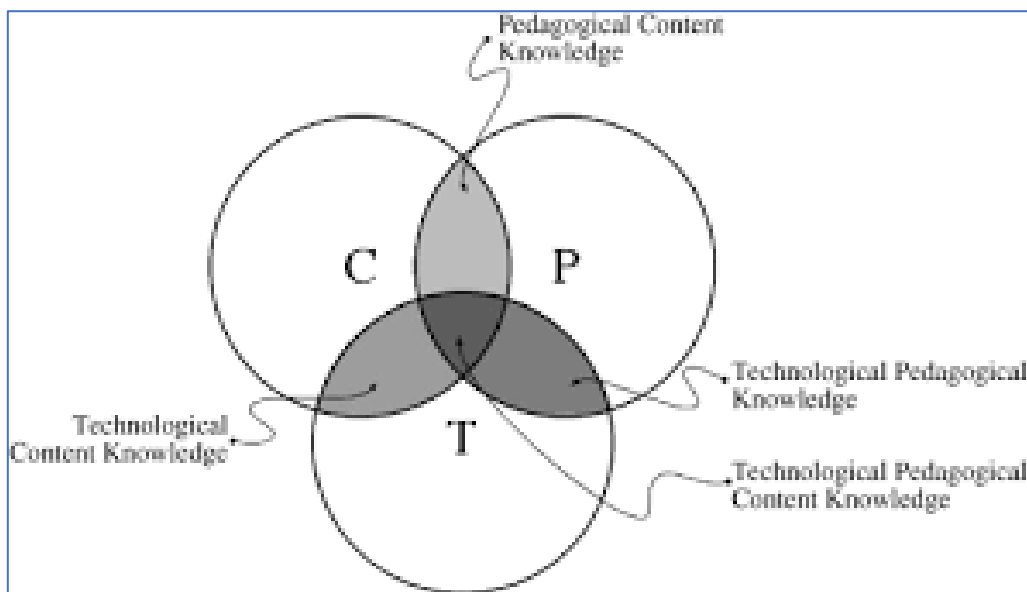 Pedagogical Content
Knowledge
C
P
Technological Pedagogical
Knowledge
Technological
Content Knowledge
T
Technological Pedagogical
Content Knowledge